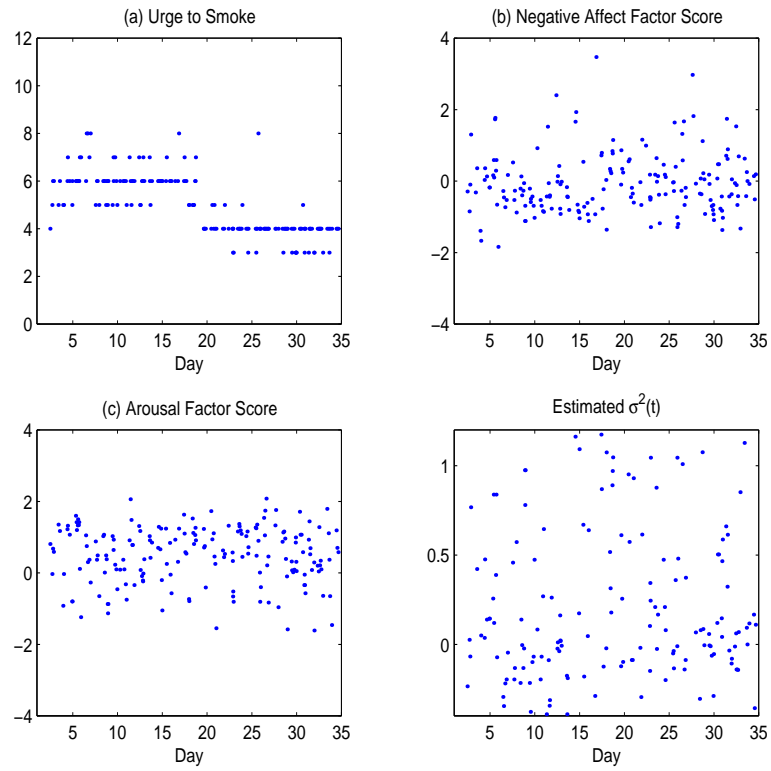 (a) Urge to Smoke
12
10
8
6
4
2
0
5 10 15 20 25 30 35
Day
(b) Negative Affect Factor Score
4
2
0
−2
−4
5 10 15 20 25 30 35
Day
(c) Arousal Factor Score
4
2
0
−2
−4
5 10 15 20 25 30 35
Day
Estimated σ²(t)
1
0.5
0
5 10 15 20 25 30 35
Day